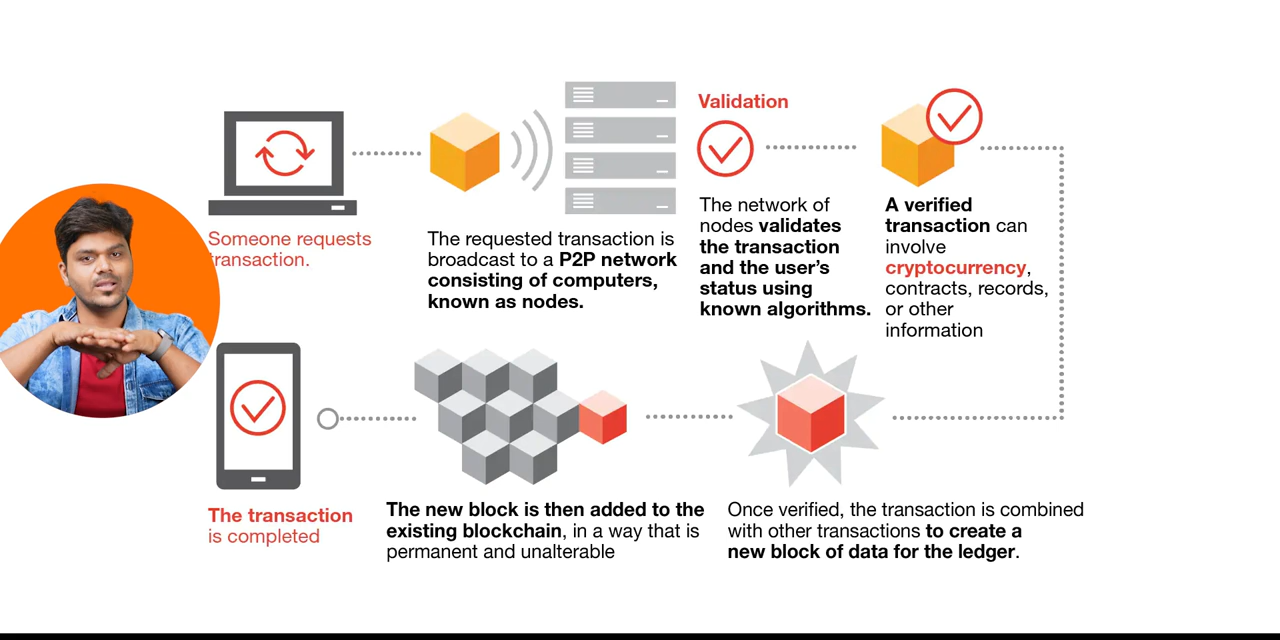 Someone requests
transaction.
The requested transaction is
broadcast to a P2P network
consisting of computers,
known as nodes.
Validation
The network of
nodes validates
the transaction
and the user's
status using
known algorithms.
A verified
transaction can
involve
cryptocurrency,
contracts, records,
or other
information
Once verified, the transaction is combined
with other transactions to create a
new block of data for the ledger.
The new block is then added to the
existing blockchain, in a way that is
permanent and unalterable
The transaction
is completed